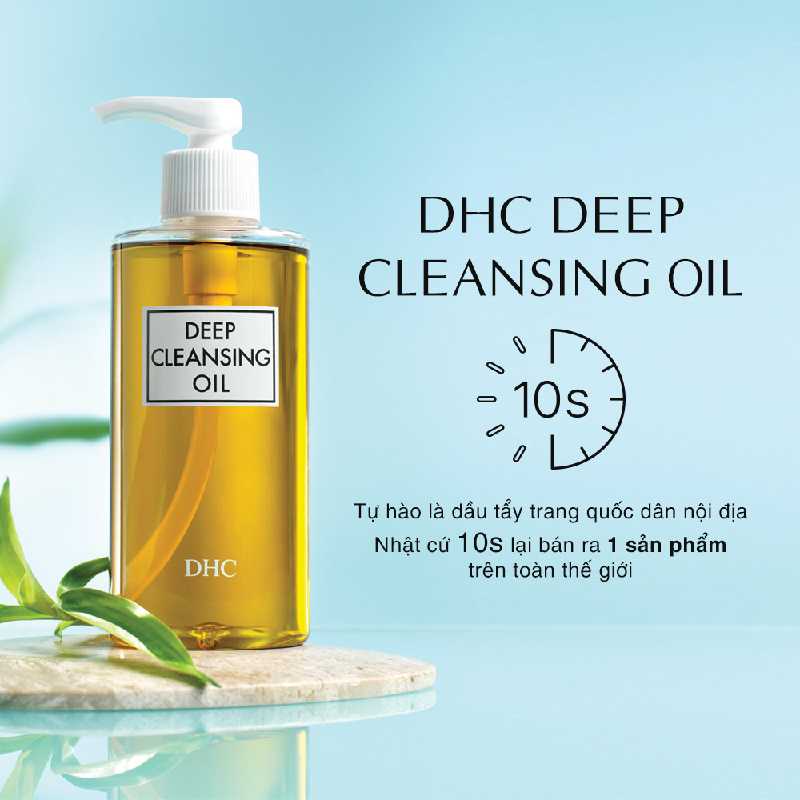 DHC DEEP
CLEANSING OIL
10s
Tự hào là dầu tẩy trang quốc dân nội địa
Nhật cứ 10s lại bán ra 1 sản phẩm
trên toàn thế giới
DEEP
CLEANSING
OIL
DHC